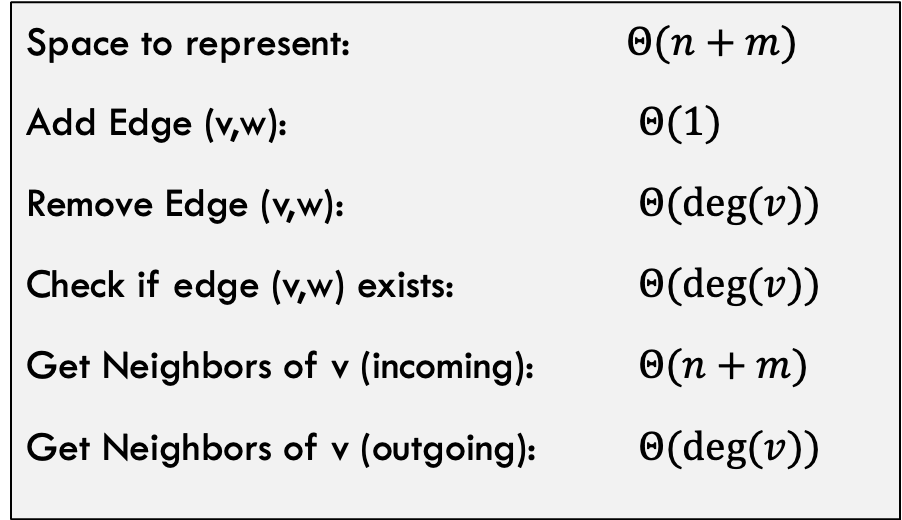 Space to represent: Θ(n + m)
Add Edge (v,w): Θ(1)
Remove Edge (v,w): Θ(deg(v))
Check if edge (v,w) exists: Θ(deg(v))
Get Neighbors of v (incoming): Θ(n + m)
Get Neighbors of v (outgoing): Θ(deg(v))